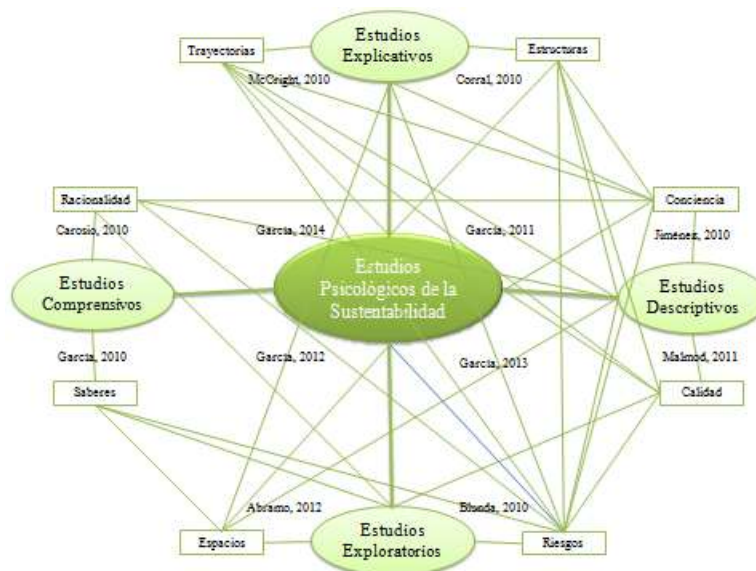 Estudios
Explicativos
Trayectorias
Estructuras
McCright, 2010
Corral, 2010
Racionalidad
Conciencia
Carosio, 2010
García, 2014
García, 2011
Jiménez, 2010
Estudios
Comprensivos
Estudios
Psicológicos de la
Sustentabilidad
Estudios
Descriptivos
García, 2010
García, 2012
García, 2013
Malmod, 2011
Saberes
Calidad
Abramo, 2012
Blunda, 2010
Espacios
Estudios
Exploratorios
Riesgos